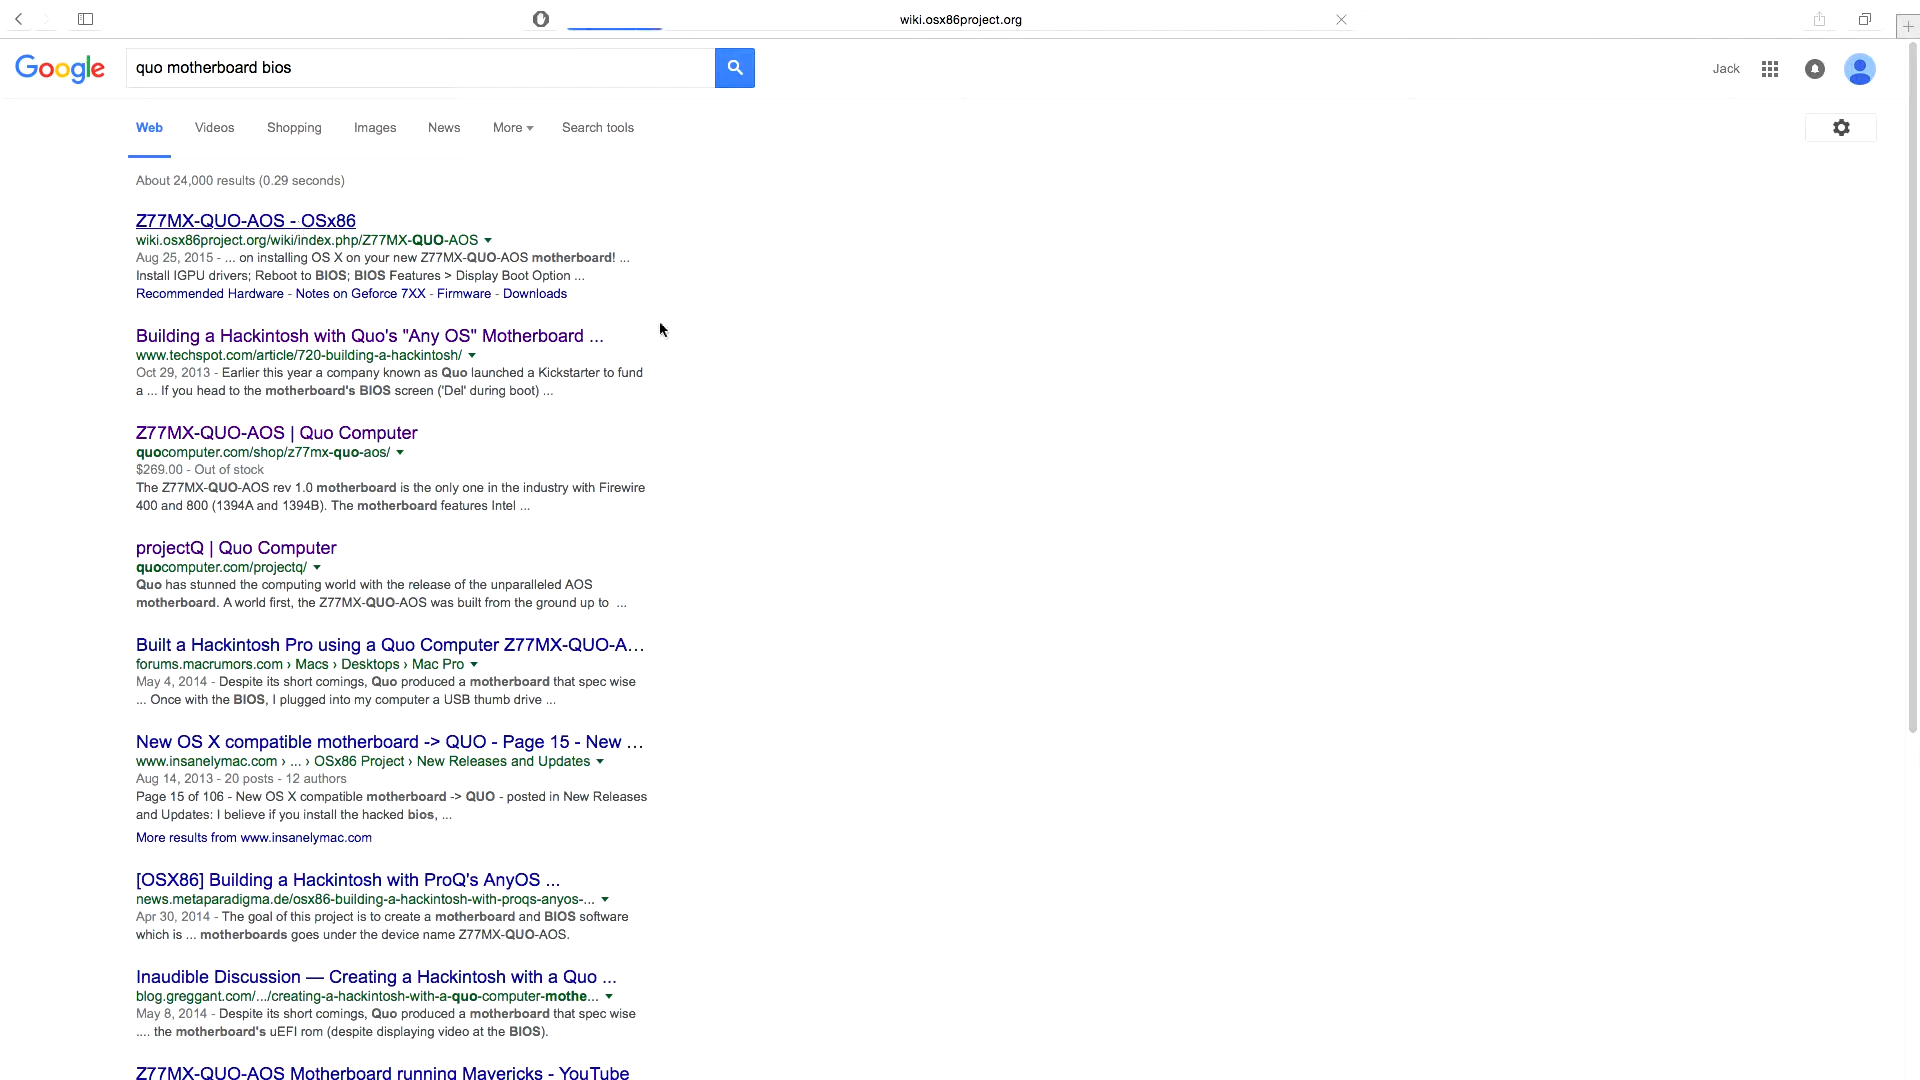 wiki.osx86project.org
Google
quo motherboard bios
Jack
Web Videos Shopping Images News More Search tools
About 24,000 results (0.29 seconds)
Z77MX-QUO-AOS - OSx86
wiki.osx86project.org/wiki/index.php/Z77MX-QUO-AOS
Aug 25, 2015 - ... on installing OS X on your new Z77MX-QUO-AOS motherboard! ...
Install IGPU drivers; Reboot to BIOS; BIOS Features > Display Boot Option ...
Recommended Hardware - Notes on Geforce 7XX - Firmware - Downloads
Building a Hackintosh with Quo's "Any OS" Motherboard ...
www.techspot.com/article/720-building-a-hackintosh/
Oct 29, 2013 - Earlier this year a company known as Quo launched a Kickstarter to fund
a ... If you head to the motherboard's BIOS screen ('Del' during boot) ...
Z77MX-QUO-AOS | Quo Computer
quocomputer.com/shop/z77mx-quo-aos/
$269.00 - Out of stock
The Z77MX-QUO-AOS rev 1.0 motherboard is the only one in the industry with Firewire
400 and 800 (1394A and 1394B). The motherboard features Intel ...
projectQ | Quo Computer
quocomputer.com/projectq/
Quo has stunned the computing world with the release of the unparalleled AOS
motherboard. A world first, the Z77MX-QUO-AOS was built from the ground up to ...
Built a Hackintosh Pro using a Quo Computer Z77MX-QUO-A...
forums.macrumors.com › Macs › Desktops › Mac Pro
May 4, 2014 - Despite its short comings, Quo produced a motherboard that spec wise
... Once with the BIOS, I plugged into my computer a USB thumb drive ...
New OS X compatible motherboard -> QUO - Page 15 - New ...
www.insanelymac.com › ... › OSx86 Project › New Releases and Updates
Aug 14, 2013 - 20 posts - 12 authors
Page 15 of 106 - New OS X compatible motherboard -> QUO - posted in New Releases
and Updates: I believe if you install the hacked bios, ...
More results from www.insanelymac.com
[OSX86] Building a Hackintosh with ProQ's AnyOS ...
news.metaparadigma.de/osx86-building-a-hackintosh-with-proqs-anyos-...
Apr 30, 2014 - The goal of this project is to create a motherboard and BIOS software
which is ... motherboards goes under the device name Z77MX-QUO-AOS.
Inaudible Discussion — Creating a Hackintosh with a Quo ...
blog.greggant.com/.../creating-a-hackintosh-with-a-quo-computer-mothe...
May 8, 2014 - Despite its short comings, Quo produced a motherboard that spec wise
.... the motherboard's uEFI rom (despite displaying video at the BIOS).
Z77MX-QUO-AOS Motherboard running Mavericks - YouTube